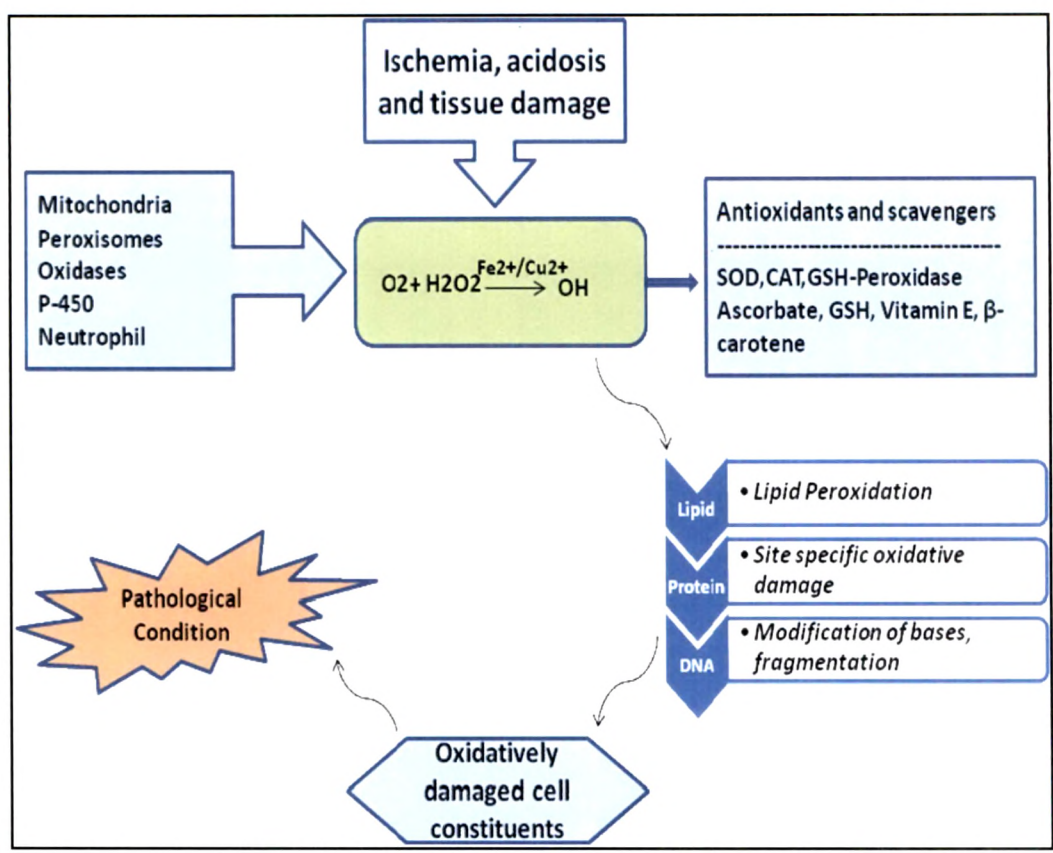 Ischemia, acidosis
and tissue damage
Mitochondria
Peroxisomes
Oxidases
P-450
Neutrophil
Fe2+/Cu2+
O2+ H2O2 ⟶ OH
Antioxidants and scavengers
----------------------------------------
SOD,CAT,GSH-Peroxidase
Ascorbate, GSH, Vitamin E, β-
carotene
Lipid
• Lipid Peroxidation
Protein
• Site specific oxidative
damage
DNA
• Modification of bases,
fragmentation
Pathological
Condition
Oxidatively
damaged cell
constituents